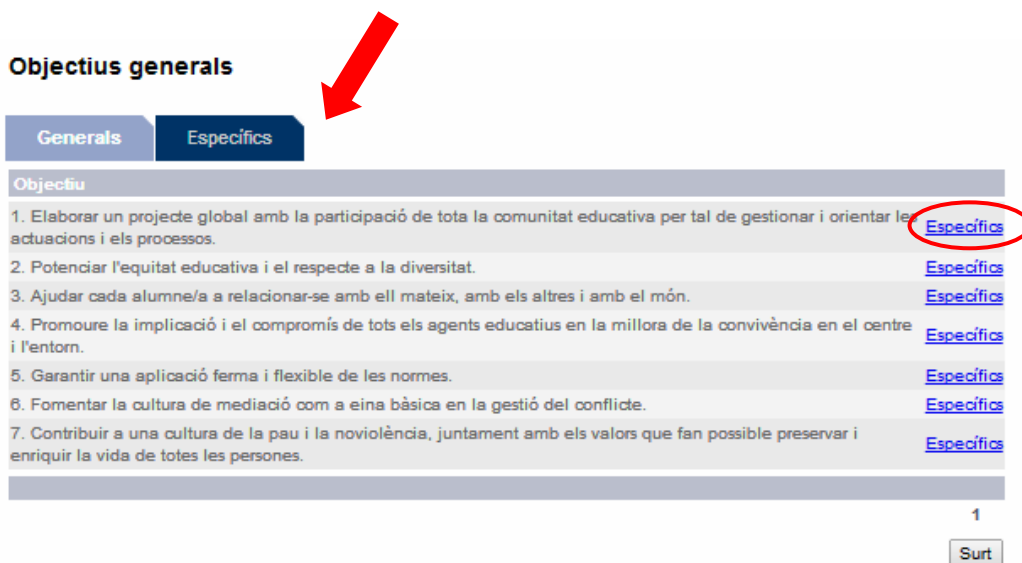 Objectius generals
Generals Específics
Objectiu
1. Elaborar un projecte global amb la participació de tota la comunitat educativa per tal de gestionar i orientar les Específics
actuacions i els processos.
2. Potenciar l'equitat educativa i el respecte a la diversitat. Específics
3. Ajudar cada alumne/a a relacionar-se amb ell mateix, amb els altres i amb el món. Específics
4. Promoure la implicació i el compromís de tots els agents educatius en la millora de la convivència en el centre Específics
i l'entorn.
5. Garantir una aplicació ferma i flexible de les normes. Específics
6. Fomentar la cultura de mediació com a eina bàsica en la gestió del conflicte. Específics
7. Contribuir a una cultura de la pau i la noviolència, juntament amb els valors que fan possible preservar i Específics
enriquir la vida de totes les persones.
1
Surt